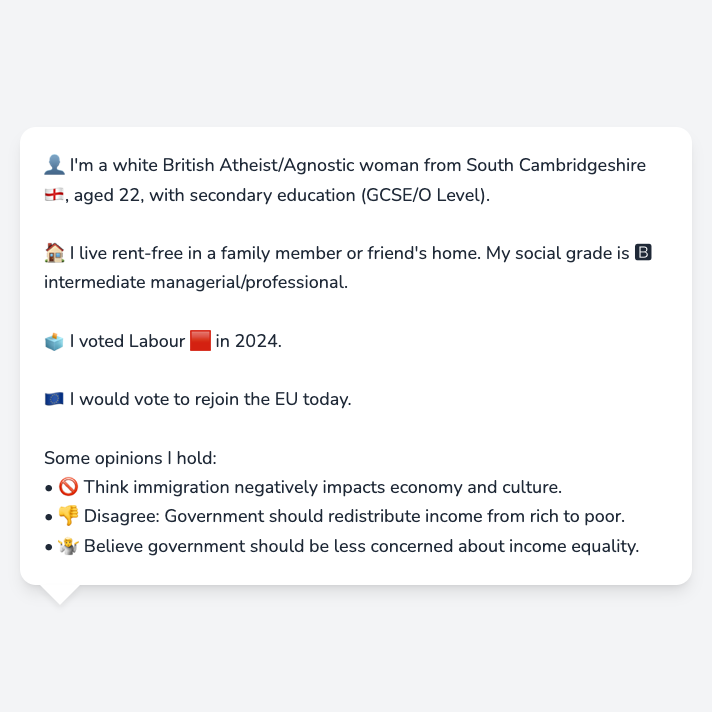 👤 I'm a white British Atheist/Agnostic woman from South Cambridgeshire
🏴󠁧󠁢󠁥󠁮󠁧󠁿, aged 22, with secondary education (GCSE/O Level).
🏠 I live rent-free in a family member or friend's home. My social grade is 🅱
intermediate managerial/professional.
🗳️ I voted Labour 🟥 in 2024.
🇪🇺 I would vote to rejoin the EU today.
Some opinions I hold:
• 🚫 Think immigration negatively impacts economy and culture.
• 👎 Disagree: Government should redistribute income from rich to poor.
• 🤷 Believe government should be less concerned about income equality.